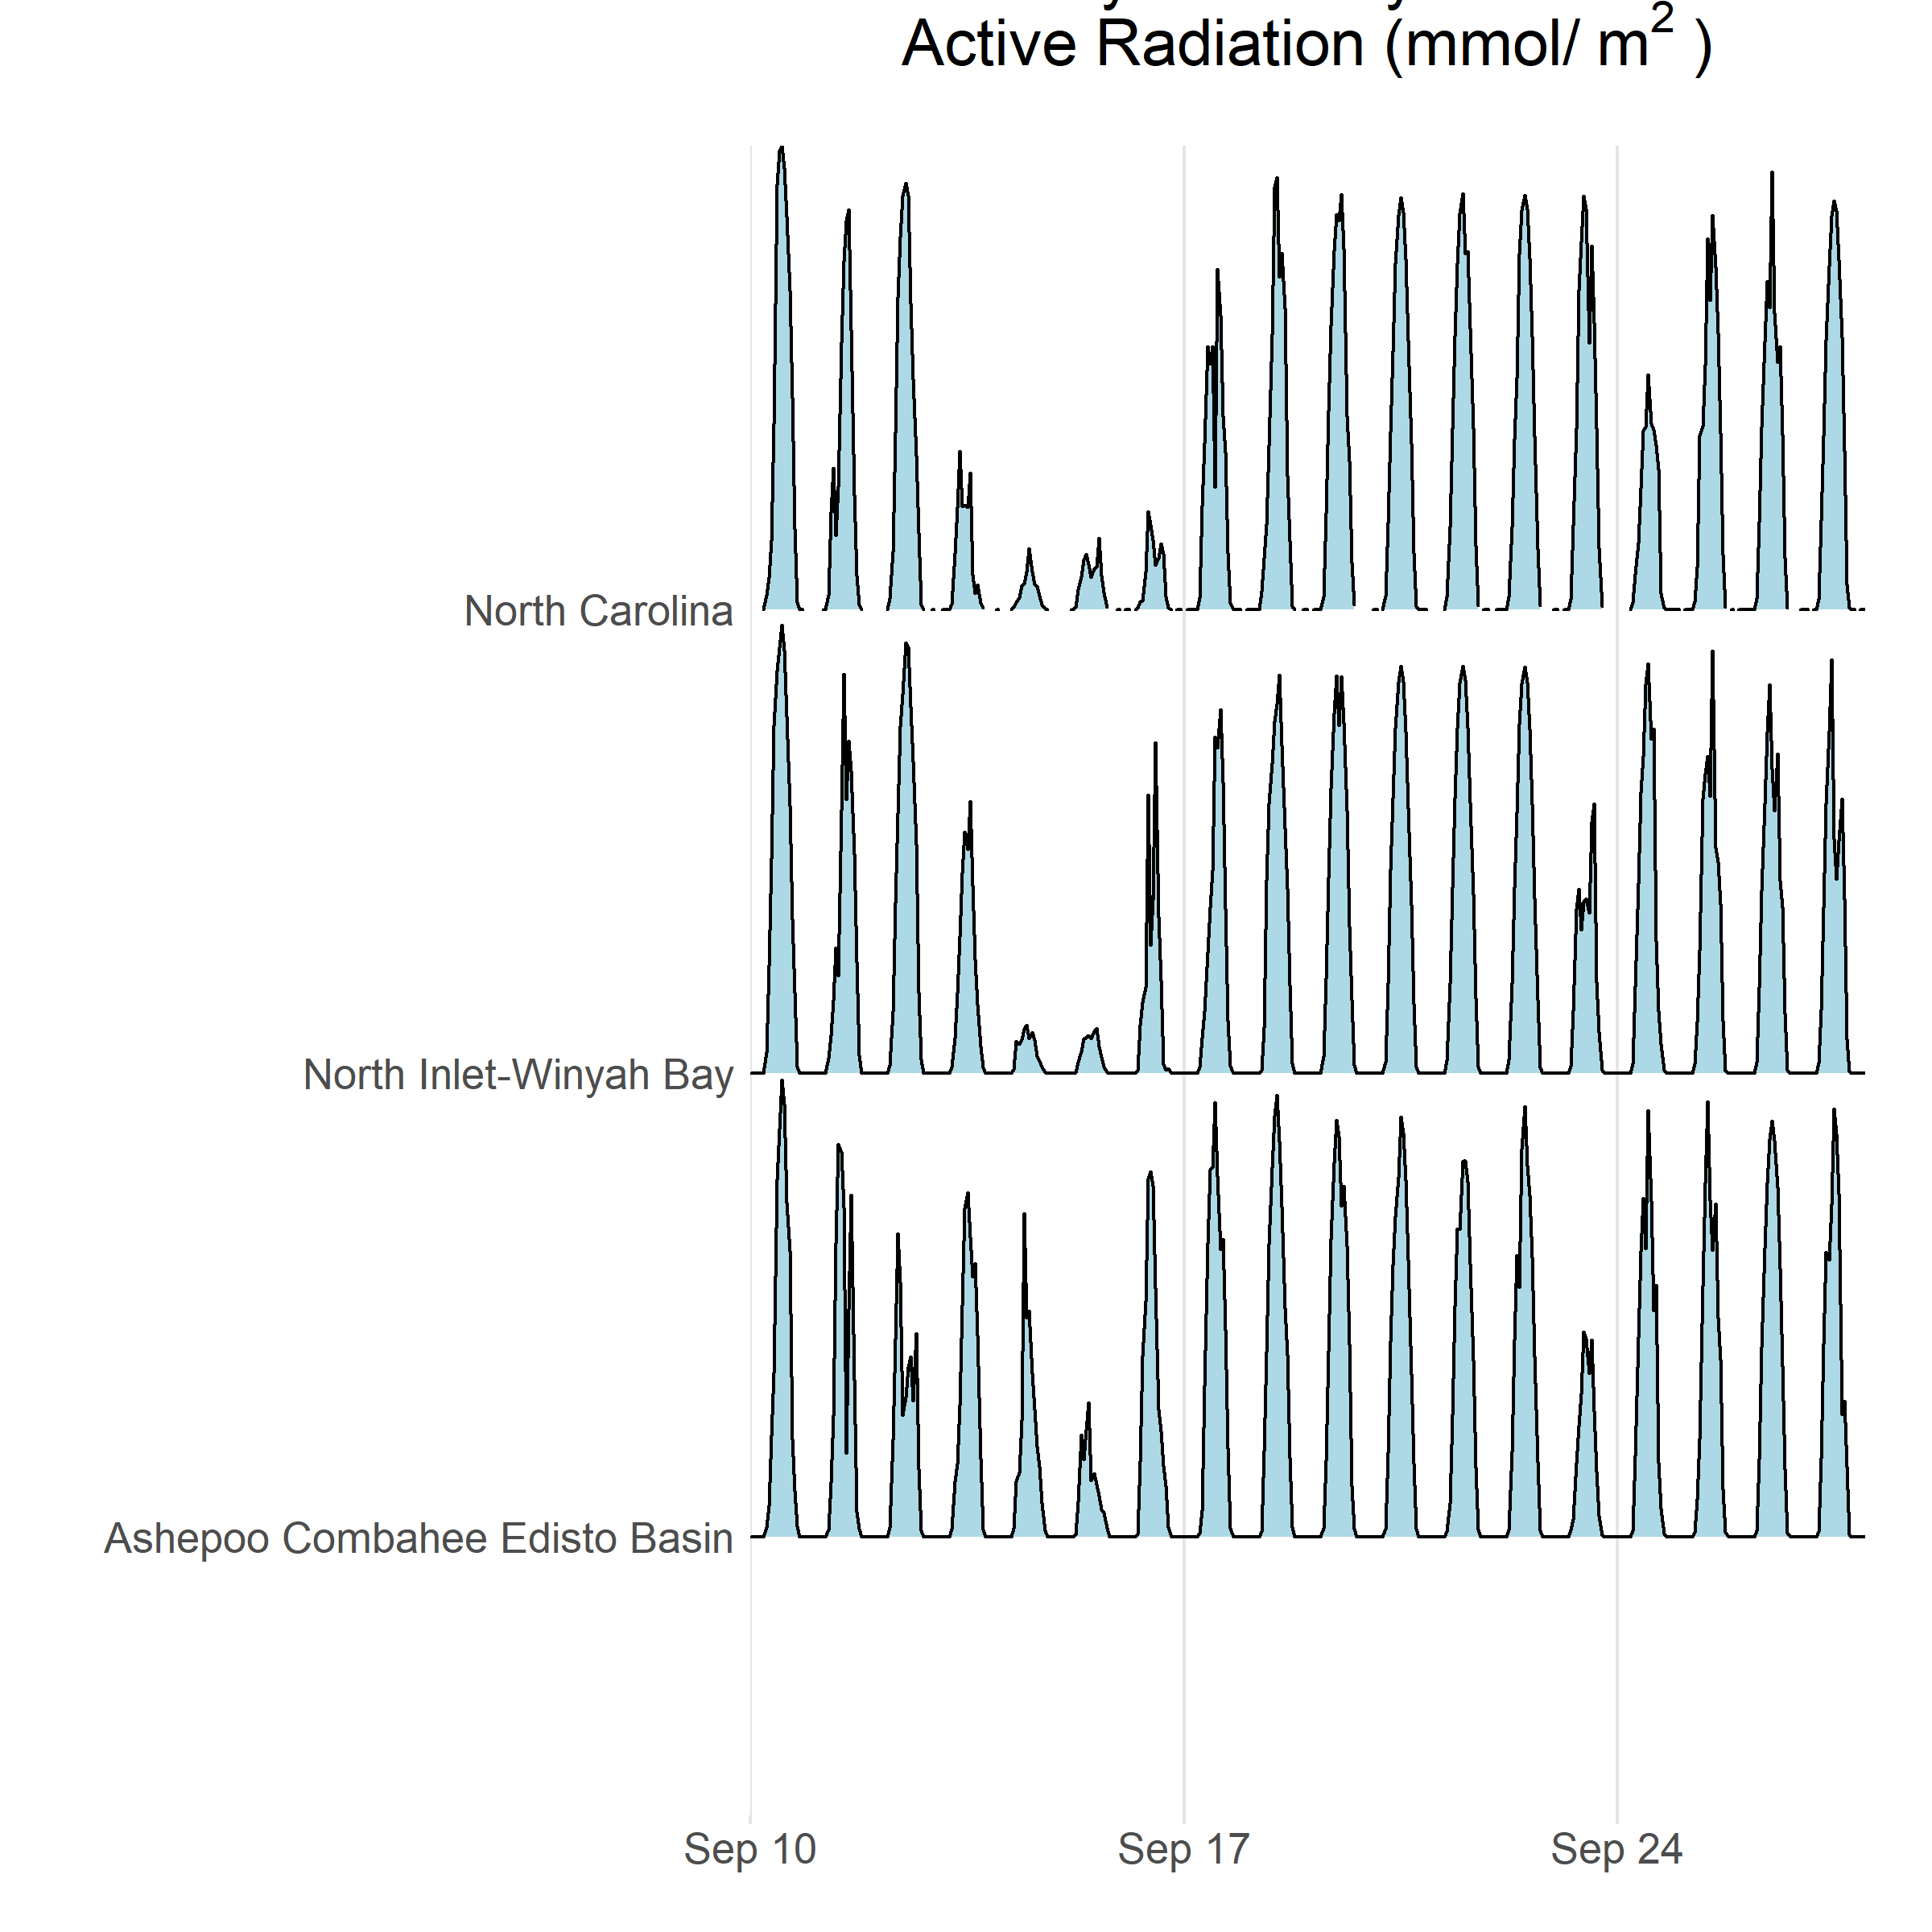 Active Radiation (mmol/ m² )
North Carolina
North Inlet-Winyah Bay
Ashepoo Combahee Edisto Basin
Sep 10 Sep 17 Sep 24